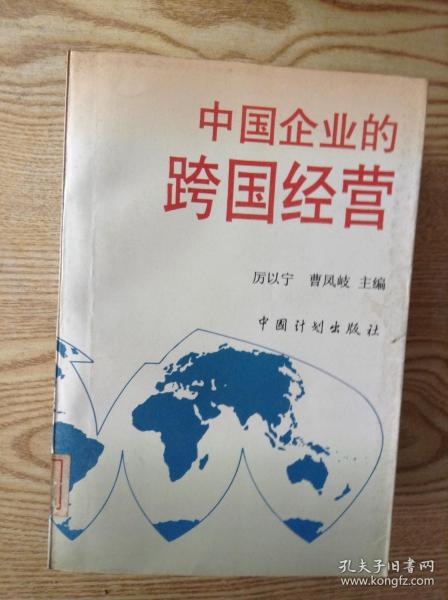 中国企业的
跨国经营
厉以宁 曹凤岐 主编
中国计划出版社
孔夫子旧书网
www.kongfz.com